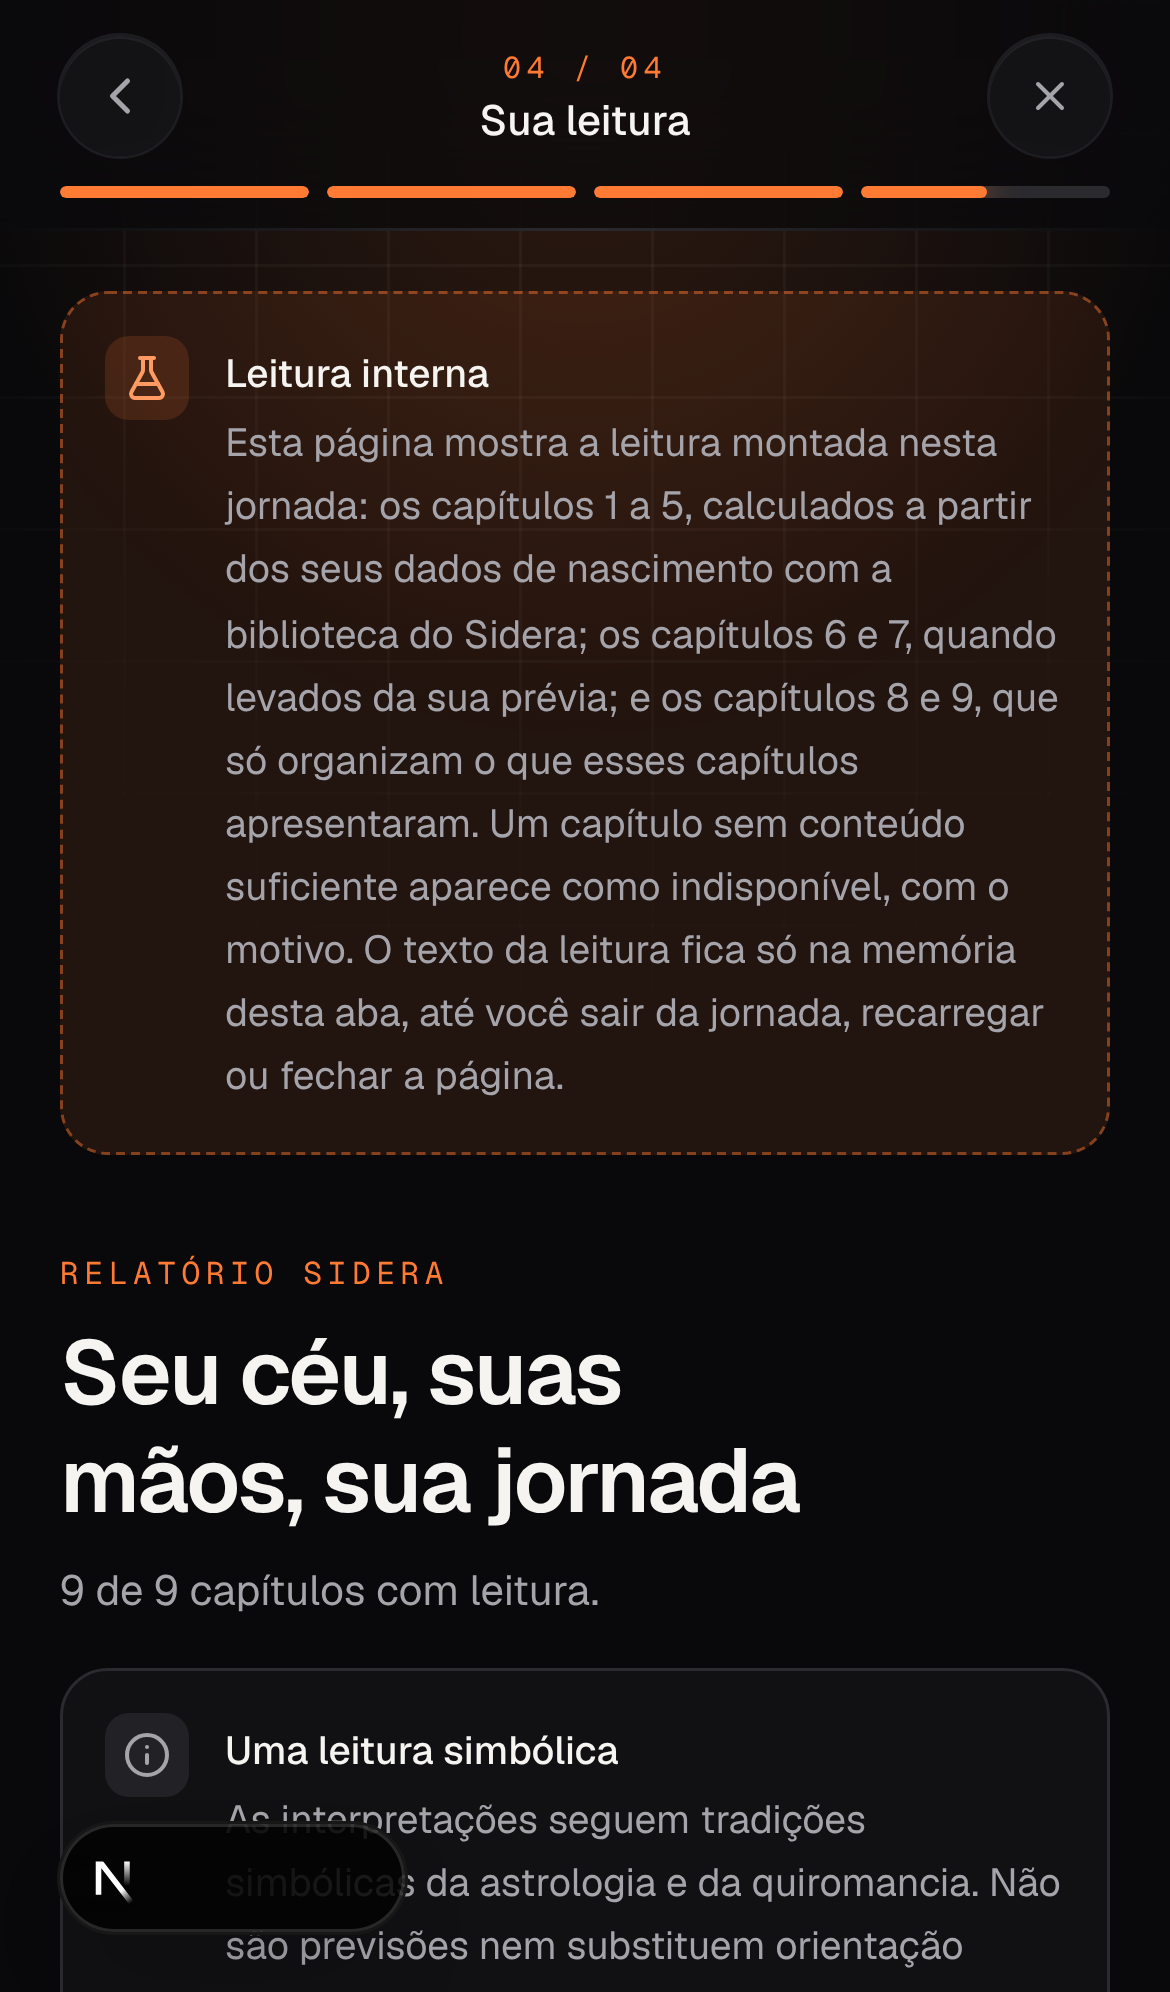 04 / 04
Sua leitura
Leitura interna
Esta página mostra a leitura montada nesta
jornada: os capítulos 1 a 5, calculados a partir
dos seus dados de nascimento com a
biblioteca do Sidera; os capítulos 6 e 7, quando
levados da sua prévia; e os capítulos 8 e 9, que
só organizam o que esses capítulos
apresentaram. Um capítulo sem conteúdo
suficiente aparece como indisponível, com o
motivo. O texto da leitura fica só na memória
desta aba, até você sair da jornada, recarregar
ou fechar a página.
RELATÓRIO SIDERA
Seu céu, suas
mãos, sua jornada
9 de 9 capítulos com leitura.
Uma leitura simbólica
As interpretações seguem tradições
simbólicas da astrologia e da quiromancia. Não
são previsões nem substituem orientação
N